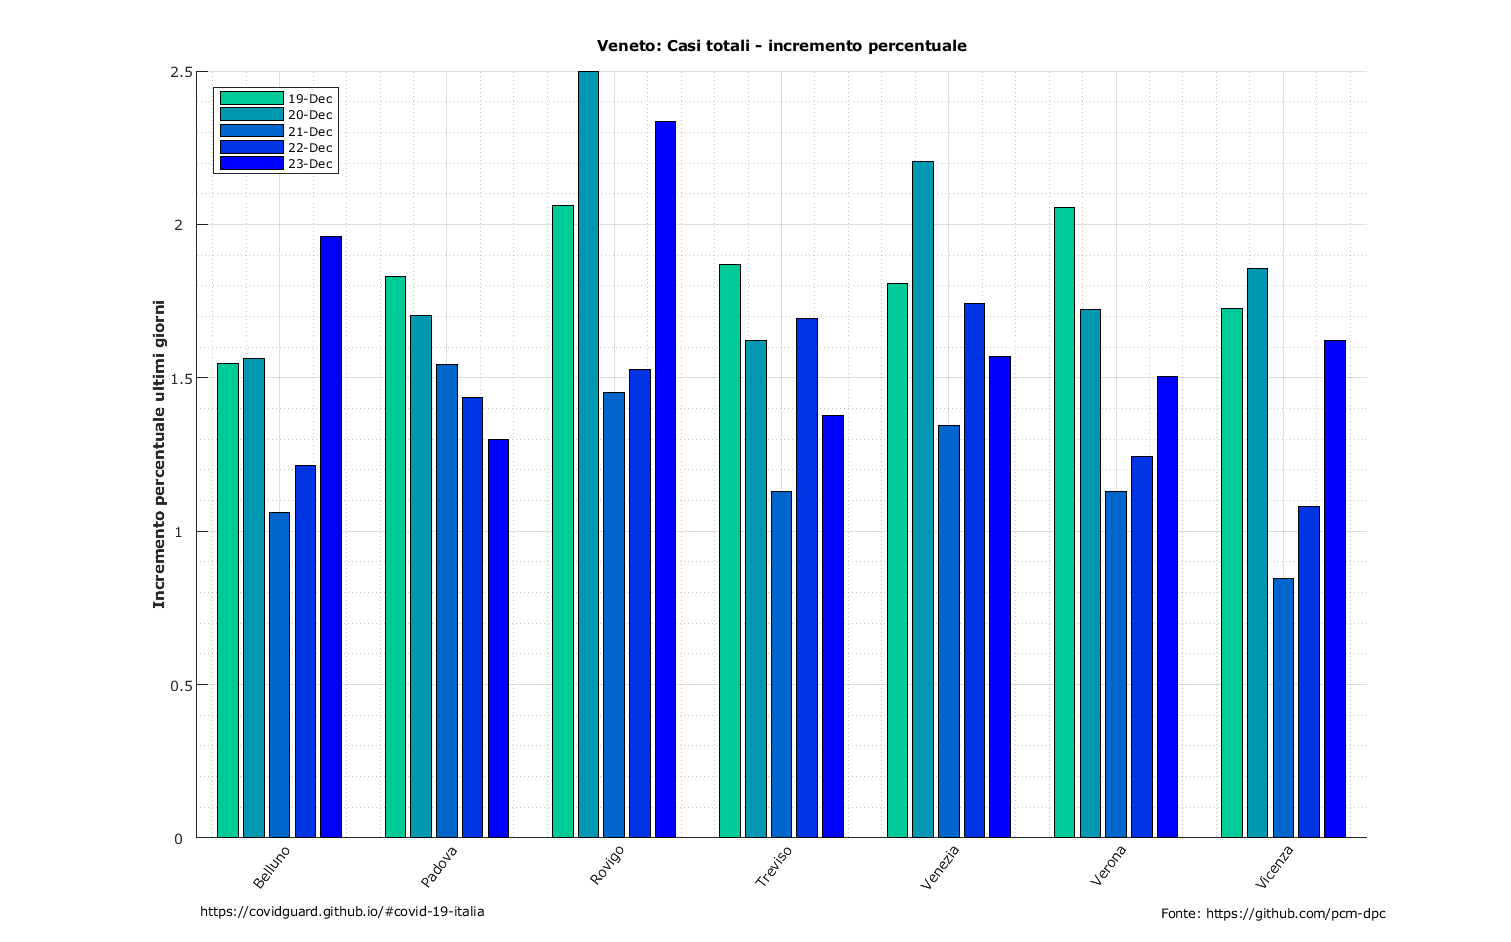 Veneto: Casi totali - incremento percentuale
Incremento percentuale ultimi giorni
2.5
2
1.5
1
0.5
0
19-Dec
20-Dec
21-Dec
22-Dec
23-Dec
Belluno
Padova
Rovigo
Treviso
Venezia
Verona
Vicenza
https://covidguard.github.io/#covid-19-italia
Fonte: https://github.com/pcm-dpc